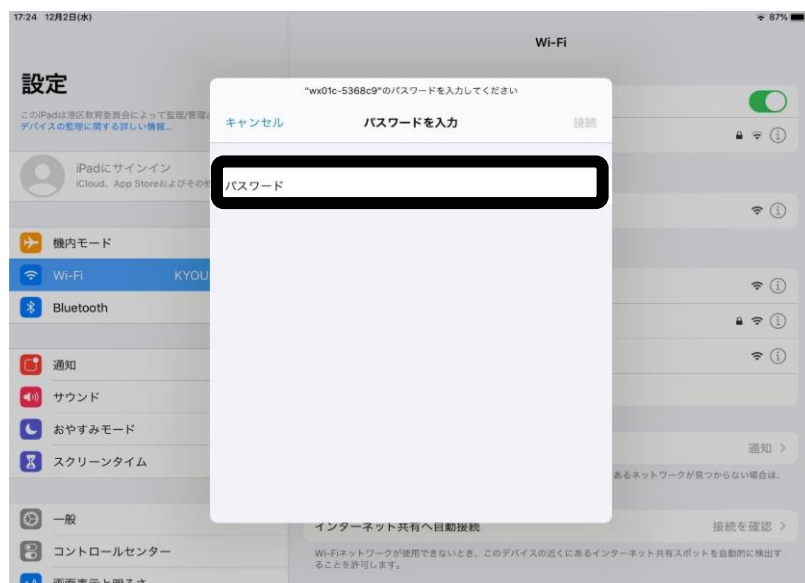 17:24 12月2日(水)
87%
Wi-Fi
設定
このiPadは港区教育委員会によって監理/管理
デバイスの監理に関する詳しい情報...
iPadにサインイン
iCloud、App Storeおよびその他
機内モード
Wi-Fi KYOU
Bluetooth
通知
サウンド
おやすみモード
スクリーンタイム
一般
コントロールセンター
画面表示と明るさ
"wx01c-5368c9"のパスワードを入力してください
キャンセル パスワードを入力 接続
パスワード
通知
あるネットワークが見つからない場合は、
インターネット共有へ自動接続 接続を確認
Wi-Fiネットワークが使用できないとき、このデバイスの近くにあるインターネット共有スポットを自動的に検出す
ることを許可します。